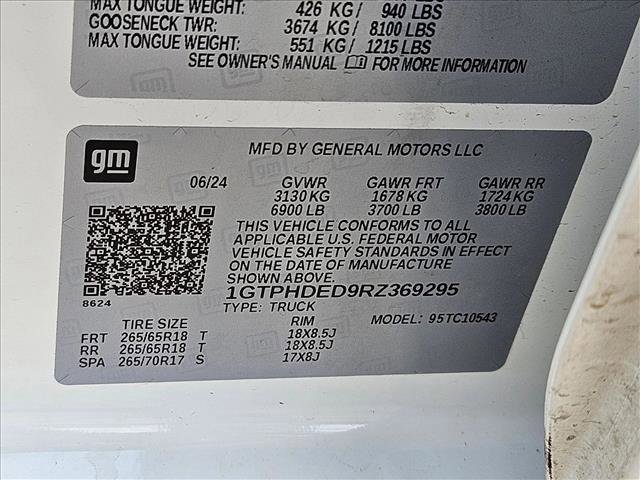 MAX TONGUE WEIGHT: 426 KG / 940 LBS
GOOSENECK TWR: 3674 KG / 8100 LBS
MAX TONGUE WEIGHT: 551 KG / 1215 LBS
SEE OWNER'S MANUAL FOR MORE INFORMATION
gm
MFD BY GENERAL MOTORS LLC
06/24 GVWR GAWR FRT GAWR RR
3130 KG 1678 KG 1724 KG
6900 LB 3700 LB 3800 LB
THIS VEHICLE CONFORMS TO ALL
APPLICABLE U.S. FEDERAL MOTOR
VEHICLE SAFETY STANDARDS IN EFFECT
ON THE DATE OF MANUFACTURE
SHOWN ABOVE.
8624
1GTPHDED9RZ369295
TYPE: TRUCK
MODEL: 95TC10543
TIRE SIZE RIM
FRT 265/65R18 T 18X8.5J
RR 265/65R18 T 18X8.5J
SPA 265/70R17 S 17X8J